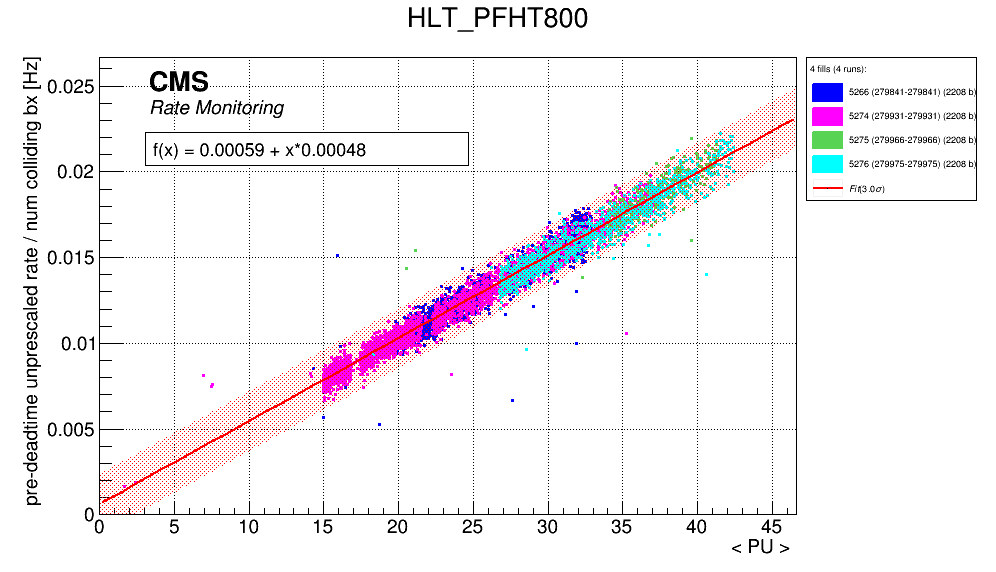 HLT_PFHT800
pre-deadtime unprescaled rate / num colliding bx [Hz]
CMS
Rate Monitoring
f(x) = 0.00059 + x*0.00048
0.025
0.02
0.015
0.01
0.005
0
0 5 10 15 20 25 30 35 40 45
< PU >
4 fills (4 runs):
5266 (279841-279841) (2208 b)
5274 (279931-279931) (2208 b)
5275 (279966-279966) (2208 b)
5276 (279975-279975) (2208 b)
Fit(3.0σ)